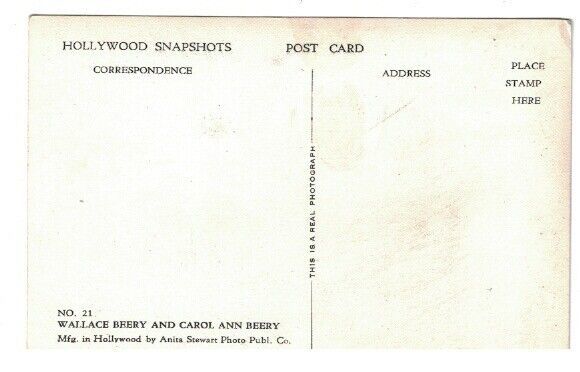 HOLLYWOOD SNAPSHOTS POST CARD
CORRESPONDENCE
ADDRESS
PLACE
STAMP
HERE
THIS IS A REAL PHOTOGRAPH
NO. 21
WALLACE BEERY AND CAROL ANN BEERY
Mfg. in Hollywood by Anita Stewart Photo Publ. Co.